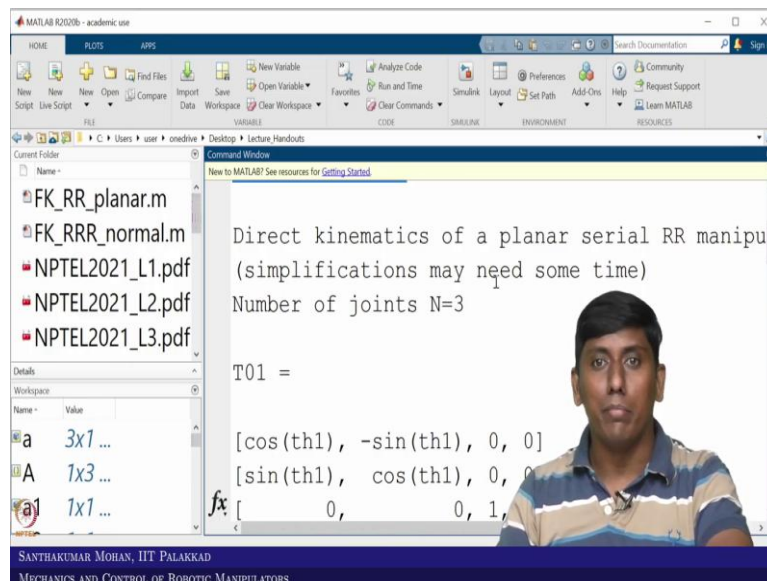 MATLAB R2020b - academic use
HOME PLOTS APPS
Search Documentation Sign
New Script New Live Script New Open Find Files Compare
Import Data Save Workspace New Variable Open Variable Clear Workspace
Favorites Analyze Code Run and Time Clear Commands
Simulink Layout Preferences Set Path Add-Ons
Help Community Request Support Learn MATLAB
FILE VARIABLE CODE SIMULINK ENVIRONMENT RESOURCES
C: Users user onedrive Desktop Lecture_Handouts
Current Folder
Name
FK_RR_planar.m
FK_RRR_normal.m
NPTEL2021_L1.pdf
NPTEL2021_L2.pdf
NPTEL2021_L3.pdf
Details
Workspace
Name Value
a 3x1 ...
A 1x3 ...
a1 1x1 ...
NPTEL
Command Window
New to MATLAB? See resources for Getting Started.
Direct kinematics of a planar serial RR manipu
(simplifications may need some time)
Number of joints N=3
T01 =
[cos(th1), -sin(th1), 0, 0]
[sin(th1), cos(th1), 0, 0
fx [ 0, 0, 1,
SANTHAKUMAR MOHAN, IIT PALAKKAD
MECHANICS AND CONTROL OF ROBOTIC MANIPULATORS